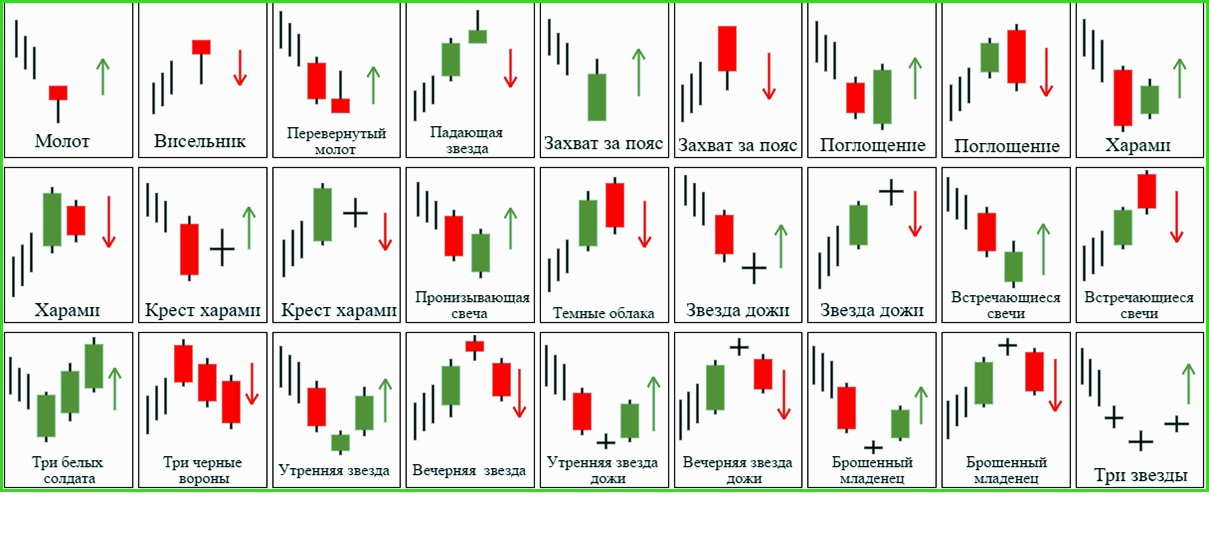 Молот
Висельник
Перевернутый
молот
Падающая
звезда
Захват за пояс
Захват за пояс
Поглощение
Поглощение
Харами
Харами
Крест харами
Крест харами
Пронизывающая
свеча
Темные облака
Звезда дожи
Звезда дожи
Встречающиеся
свечи
Встречающиеся
свечи
Три белых
солдата
Три черные
вороны
Утренняя звезда
Вечерняя звезда
Утренняя звезда
дожи
Вечерняя звезда
дожи
Брошенный
младенец
Брошенный
младенец
Три звезды